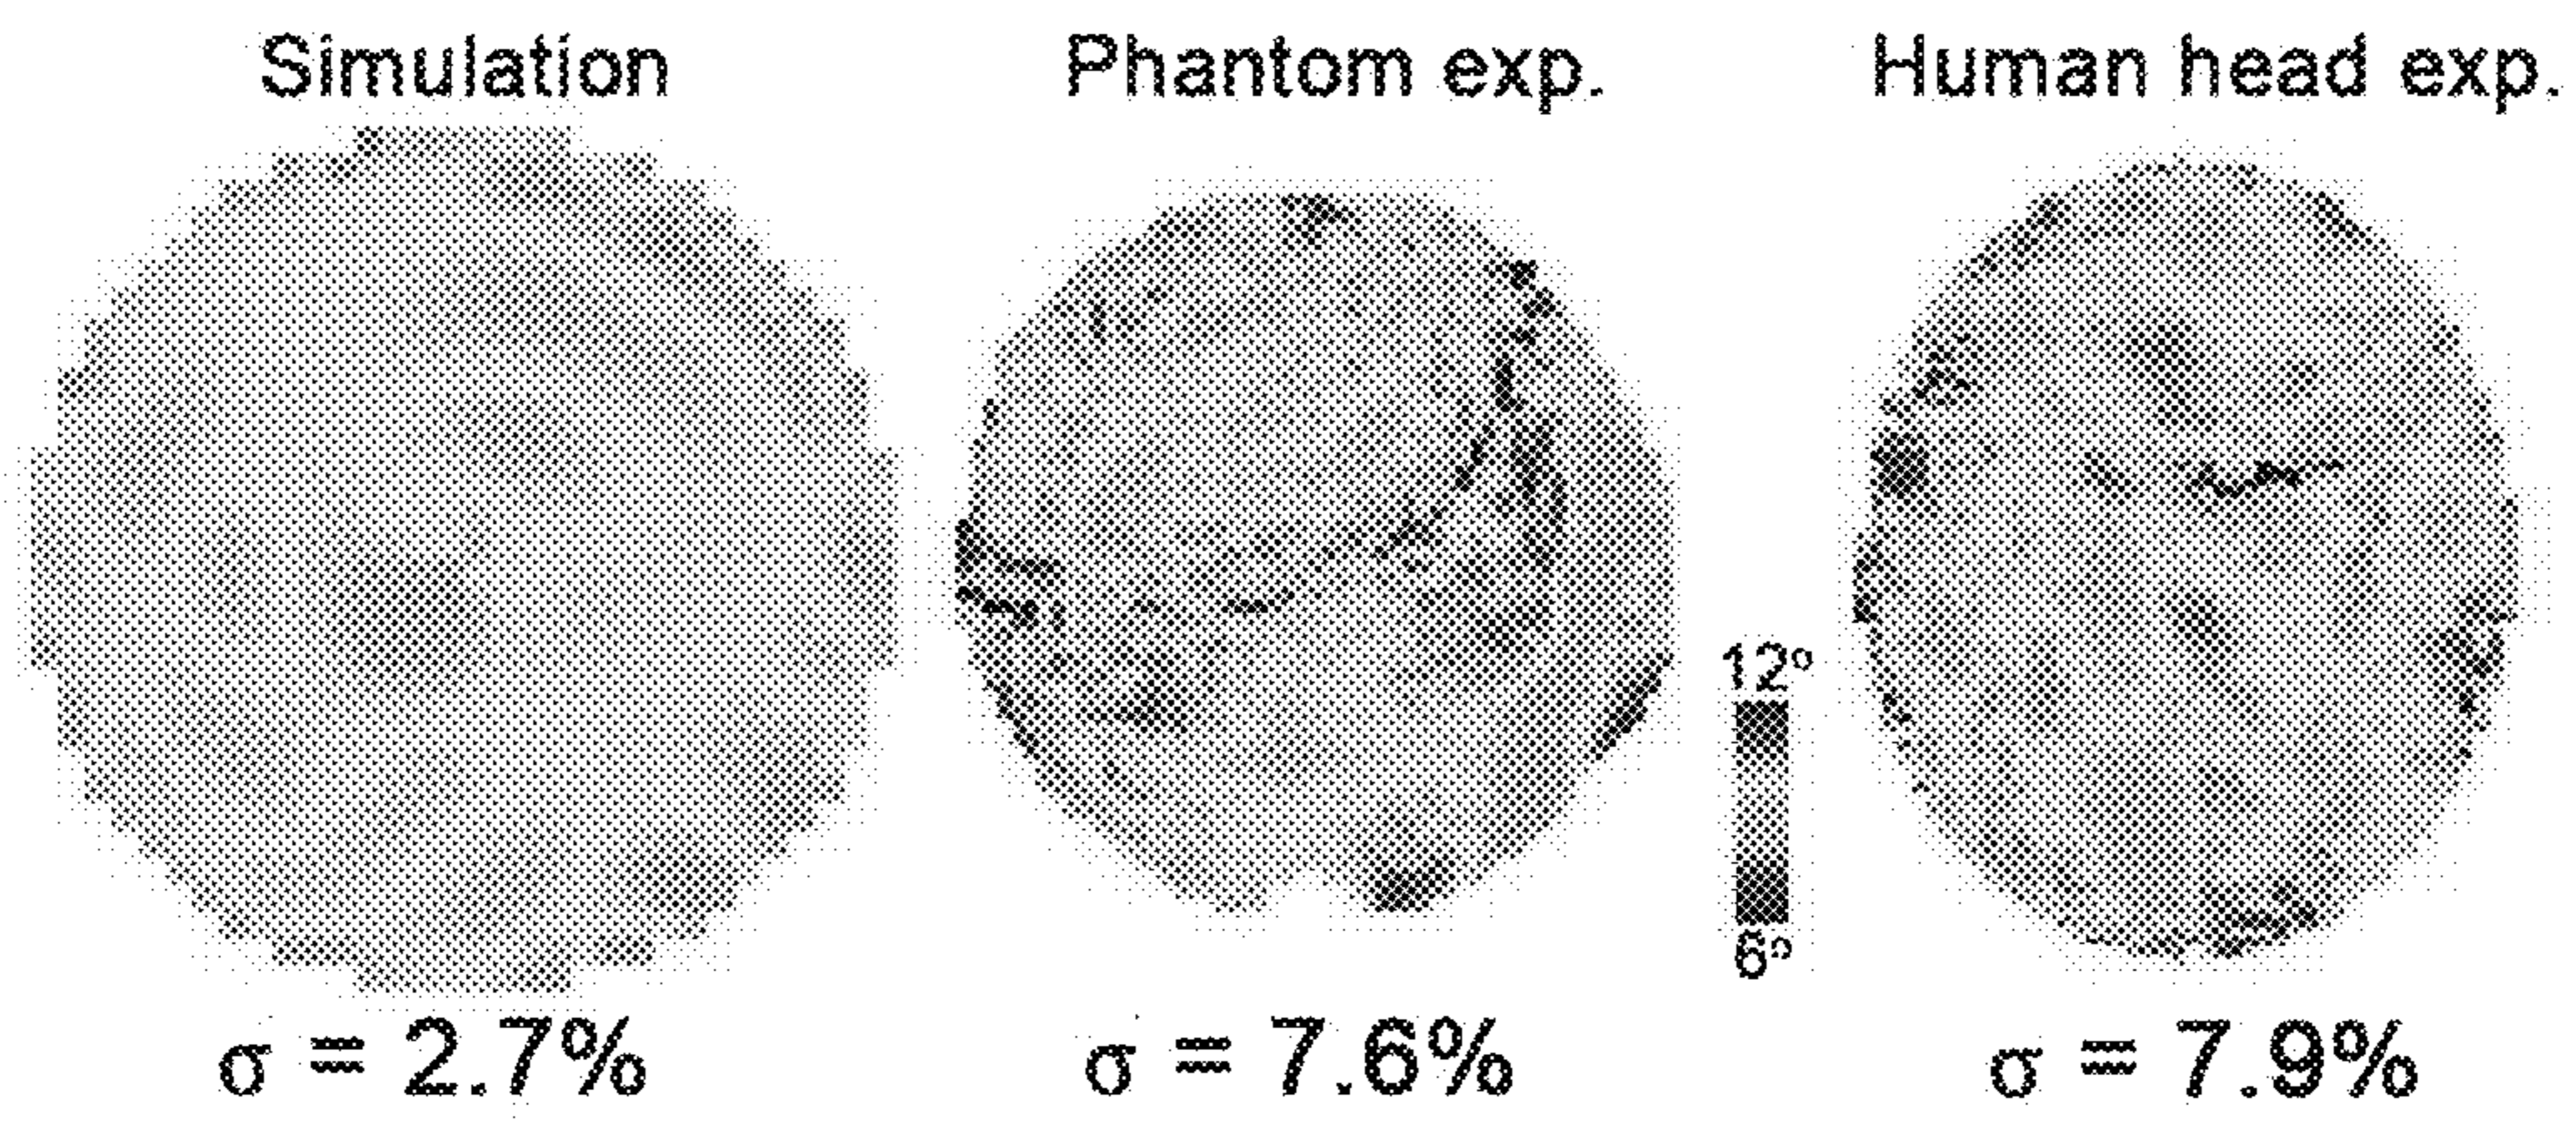 Simulation
Phantom exp.
Human head exp.
12°
6°
σ = 2.7%
σ = 7.6%
σ = 7.9%